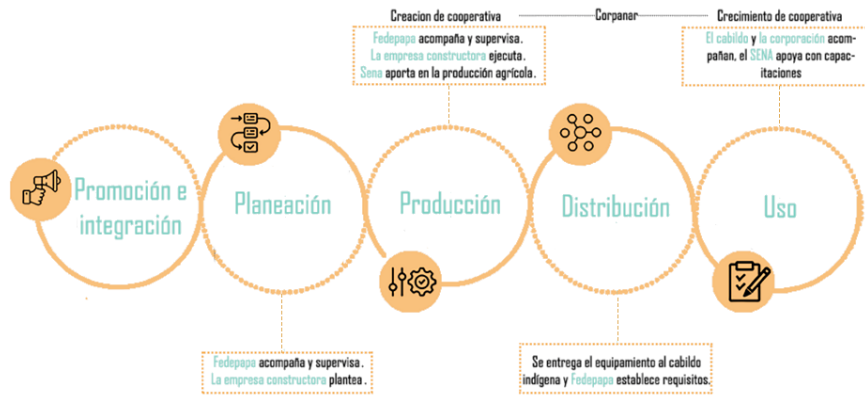 Creacion de cooperativa
Corpanar
Crecimiento de cooperativa
Fedepapa acompaña y supervisa.
La empresa constructora ejecuta.
Sena aporta en la producción agrícola.
El cabildo y la corporación acom-
pañan, el SENA apoya con capac-
itaciones
Promoción e
integración
Planeación
Producción
Distribución
Uso
Fedepapa acompaña y supervisa.
La empresa constructora plantea.
Se entrega el equipamiento al cabildo
indígena y Fedepapa establece requisitos.